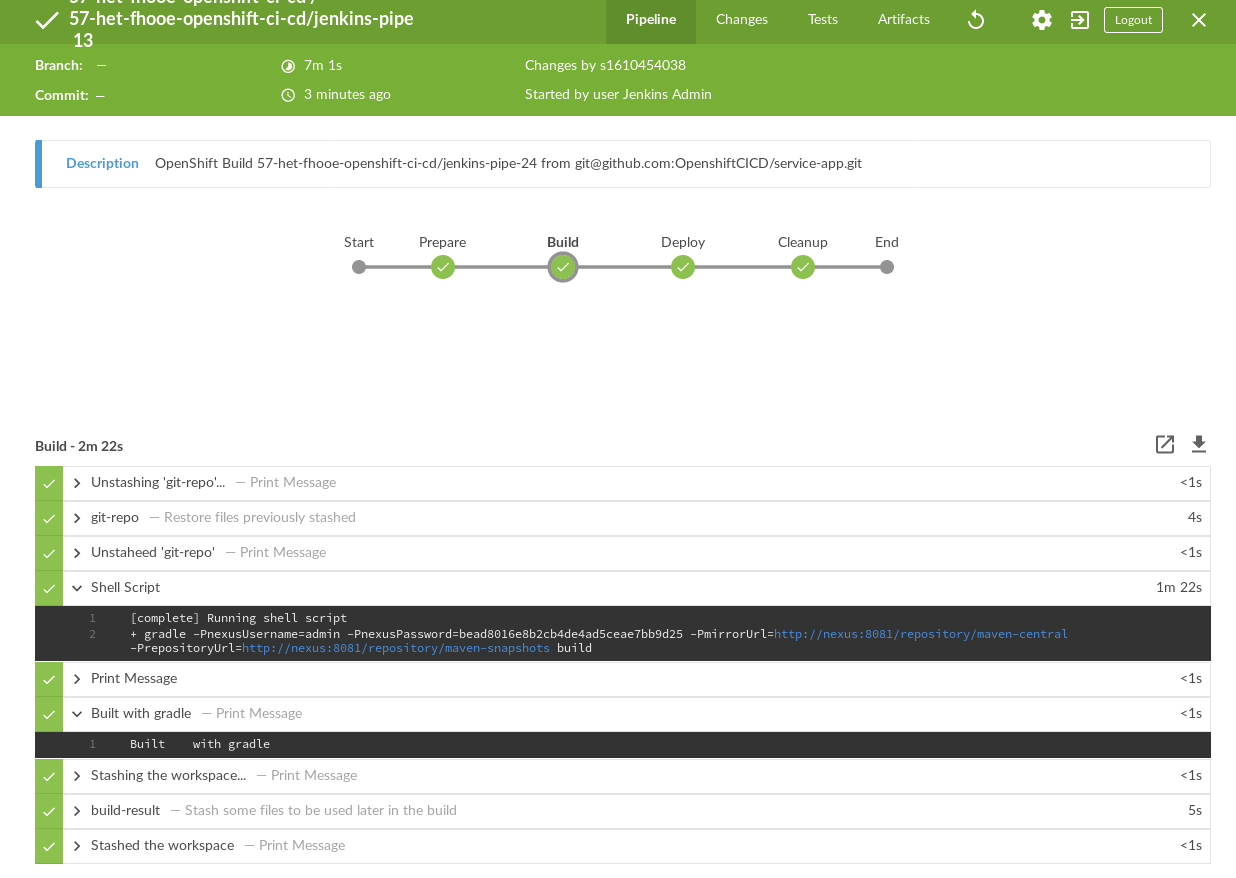 57-het-fhooe-openshift-ci-cd /
57-het-fhooe-openshift-ci-cd/jenkins-pipe
13
Pipeline Changes Tests Artifacts Logout
Branch: — 7m 1s Changes by s1610454038
Commit: — 3 minutes ago Started by user Jenkins Admin
Description OpenShift Build 57-het-fhooe-openshift-ci-cd/jenkins-pipe-24 from git@github.com:OpenshiftCICD/service-app.git
Start Prepare Build Deploy Cleanup End
Build - 2m 22s
Unstashing 'git-repo'... — Print Message <1s
git-repo — Restore files previously stashed 4s
Unstaheed 'git-repo' — Print Message <1s
Shell Script 1m 22s
1 [complete] Running shell script
2 + gradle -PnexusUsername=admin -PnexusPassword=bead8016e8b2cb4de4ad5ceae7bb9d25 -PmirrorUrl=http://nexus:8081/repository/maven-central
-PrepositoryUrl=http://nexus:8081/repository/maven-snapshots build
Print Message <1s
Built with gradle — Print Message <1s
1 Built with gradle
Stashing the workspace... — Print Message <1s
build-result — Stash some files to be used later in the build 5s
Stashed the workspace — Print Message <1s